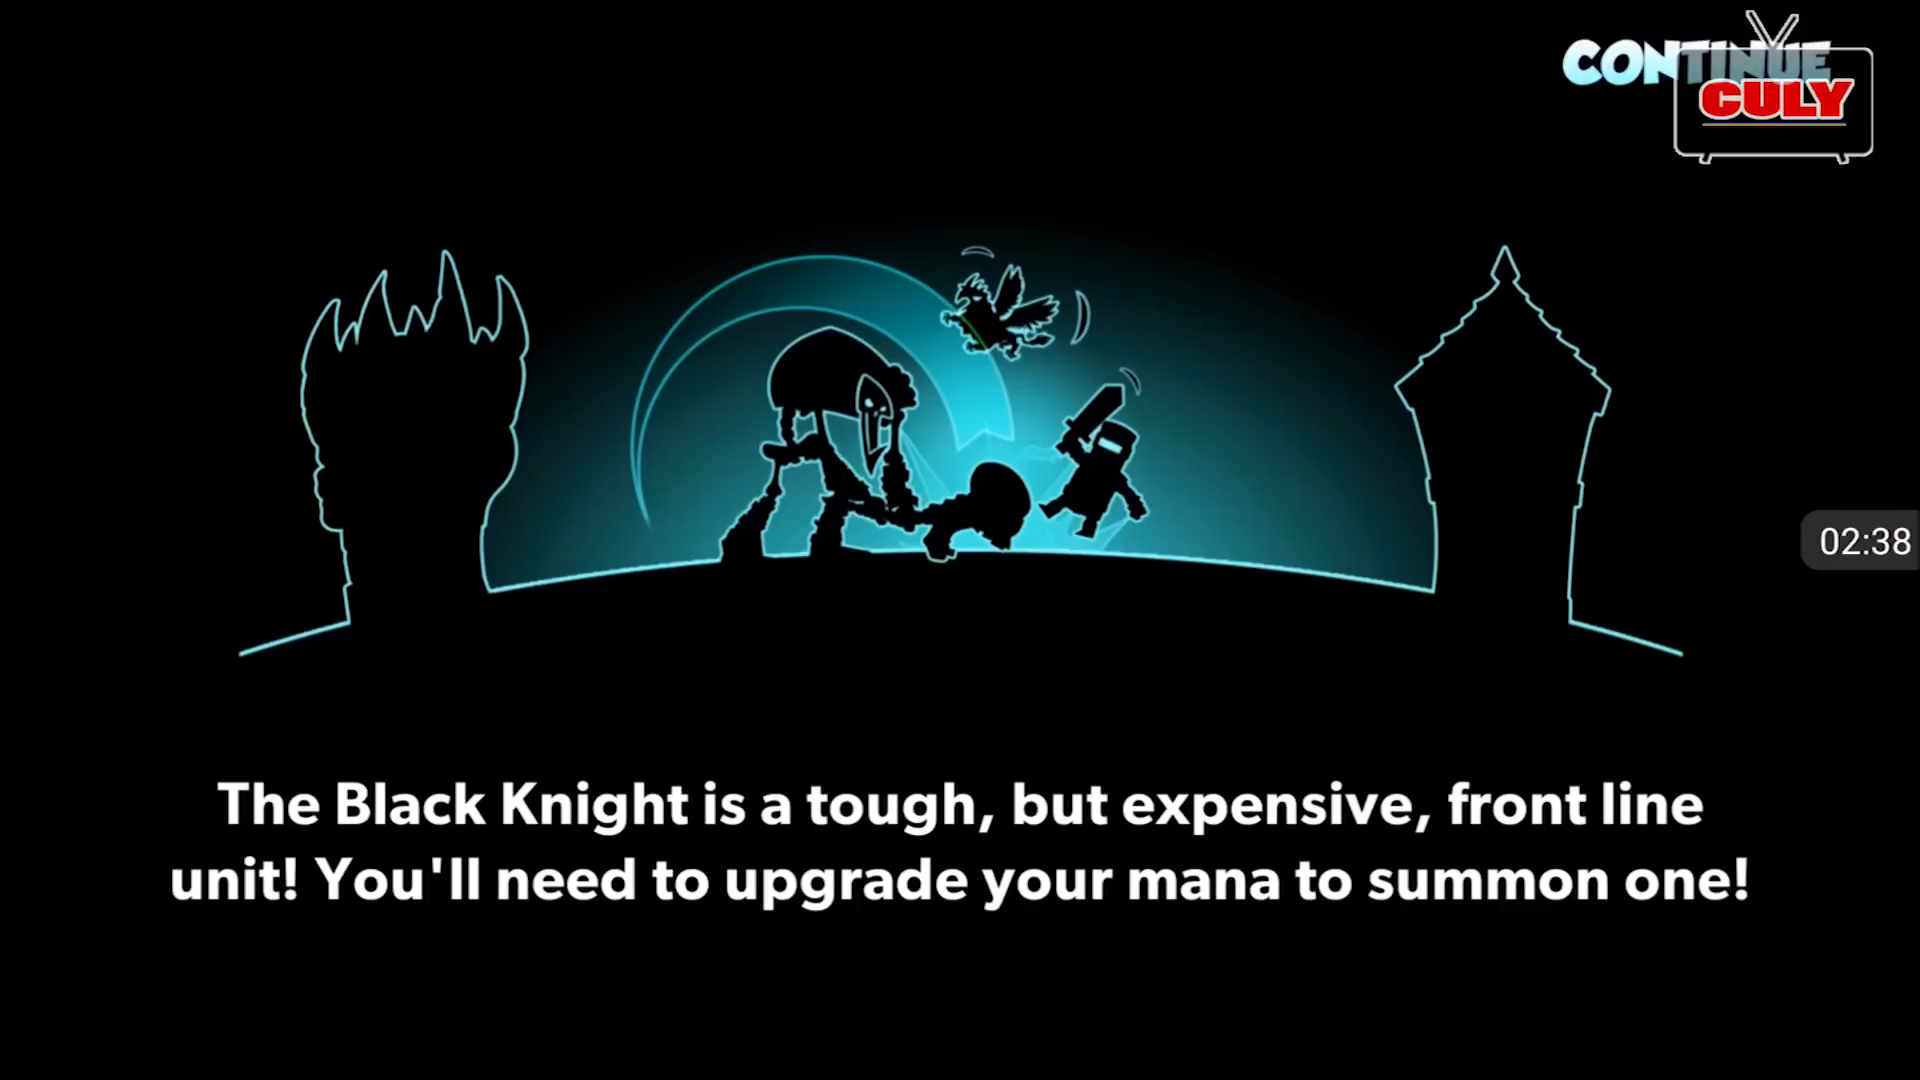 CONTINUE
CULY
02:38
The Black Knight is a tough, but expensive, front line
unit! You'll need to upgrade your mana to summon one!